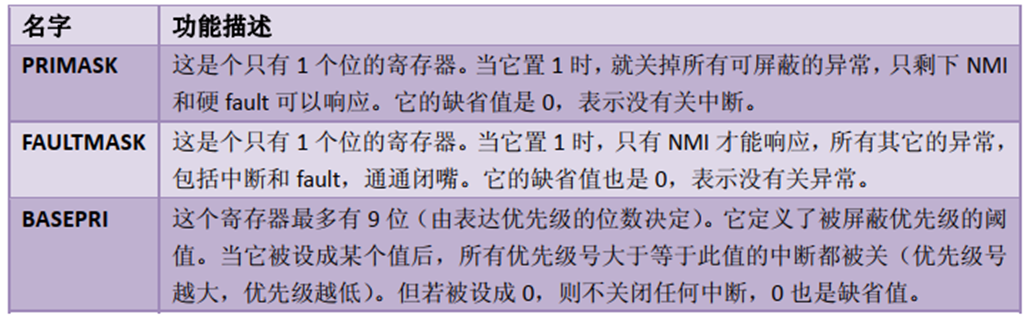 名字 功能描述
PRIMASK 这是个只有 1 个位的寄存器。当它置 1 时，就关掉所有可屏蔽的异常，只剩下 NMI
和硬 fault 可以响应。它的缺省值是 0，表示没有关中断。
FAULTMASK 这是个只有 1 个位的寄存器。当它置 1 时，只有 NMI 才能响应，所有其它的异常，
包括中断和 fault，通通闭嘴。它的缺省值也是 0，表示没有关异常。
BASEPRI 这个寄存器最多有 9 位（由表达优先级的位数决定）。它定义了被屏蔽优先级的阈
值。当它被设成某个值后，所有优先级号大于等于此值的中断都被关（优先级号
越大，优先级越低）。但若被设成 0，则不关闭任何中断，0 也是缺省值。